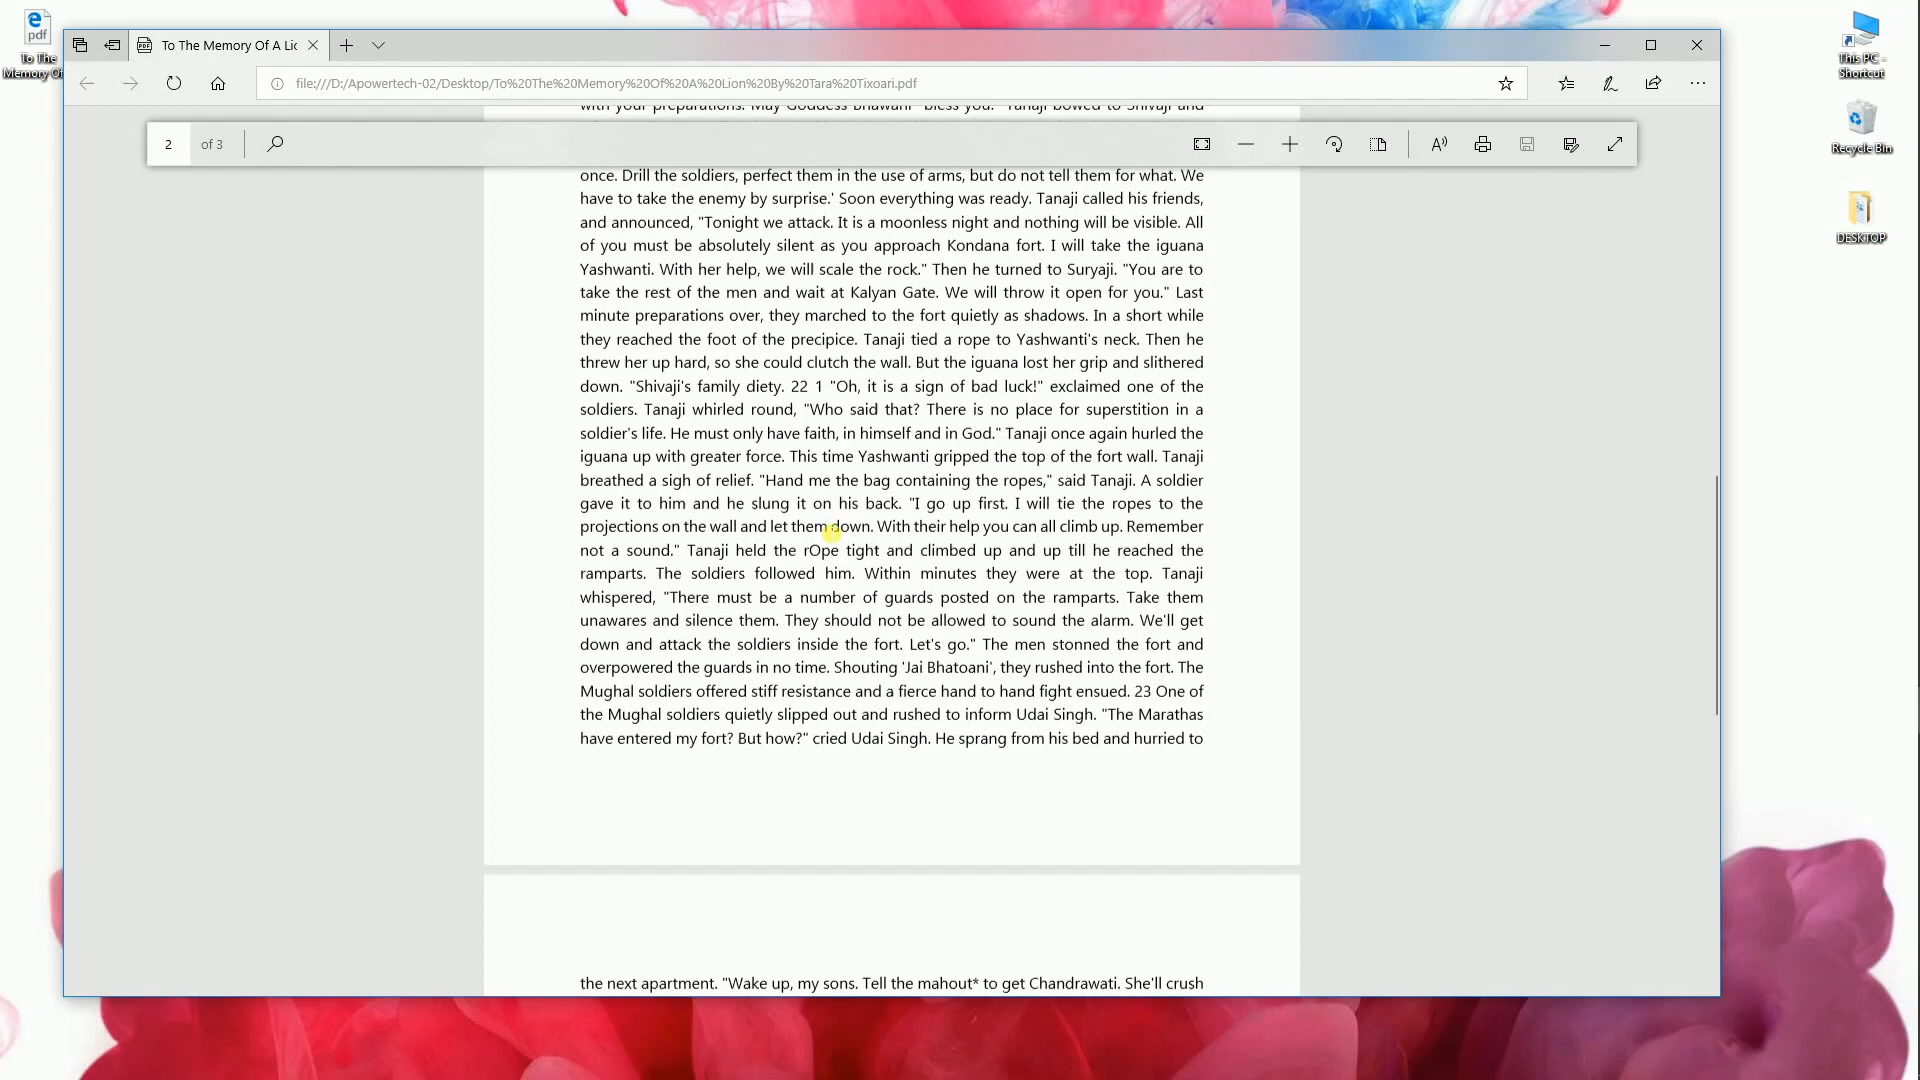 To The
Memory Of
To The Memory Of A Lic
This PC -
Shortcut
file:///D:/Apowertech-02/Desktop/To%20The%20Memory%20Of%20A%20Lion%20By%20Tara%20Tixoari.pdf
with your preparations. May Goddess Bhawani* bless you." Tanaji bowed to Shivaji and
2 of 3
Recycle Bin
DESKTOP
once. Drill the soldiers, perfect them in the use of arms, but do not tell them for what. We
have to take the enemy by surprise.' Soon everything was ready. Tanaji called his friends,
and announced, "Tonight we attack. It is a moonless night and nothing will be visible. All
of you must be absolutely silent as you approach Kondana fort. I will take the iguana
Yashwanti. With her help, we will scale the rock." Then he turned to Suryaji. "You are to
take the rest of the men and wait at Kalyan Gate. We will throw it open for you." Last
minute preparations over, they marched to the fort quietly as shadows. In a short while
they reached the foot of the precipice. Tanaji tied a rope to Yashwanti's neck. Then he
threw her up hard, so she could clutch the wall. But the iguana lost her grip and slithered
down. "Shivaji's family diety. 22 1 "Oh, it is a sign of bad luck!" exclaimed one of the
soldiers. Tanaji whirled round, "Who said that? There is no place for superstition in a
soldier's life. He must only have faith, in himself and in God." Tanaji once again hurled the
iguana up with greater force. This time Yashwanti gripped the top of the fort wall. Tanaji
breathed a sigh of relief. "Hand me the bag containing the ropes," said Tanaji. A soldier
gave it to him and he slung it on his back. "I go up first. I will tie the ropes to the
projections on the wall and let them down. With their help you can all climb up. Remember
not a sound." Tanaji held the rOpe tight and climbed up and up till he reached the
ramparts. The soldiers followed him. Within minutes they were at the top. Tanaji
whispered, "There must be a number of guards posted on the ramparts. Take them
unawares and silence them. They should not be allowed to sound the alarm. We'll get
down and attack the soldiers inside the fort. Let's go." The men stonned the fort and
overpowered the guards in no time. Shouting 'Jai Bhatoani', they rushed into the fort. The
Mughal soldiers offered stiff resistance and a fierce hand to hand fight ensued. 23 One of
the Mughal soldiers quietly slipped out and rushed to inform Udai Singh. "The Marathas
have entered my fort? But how?" cried Udai Singh. He sprang from his bed and hurried to
the next apartment. "Wake up, my sons. Tell the mahout* to get Chandrawati. She'll crush